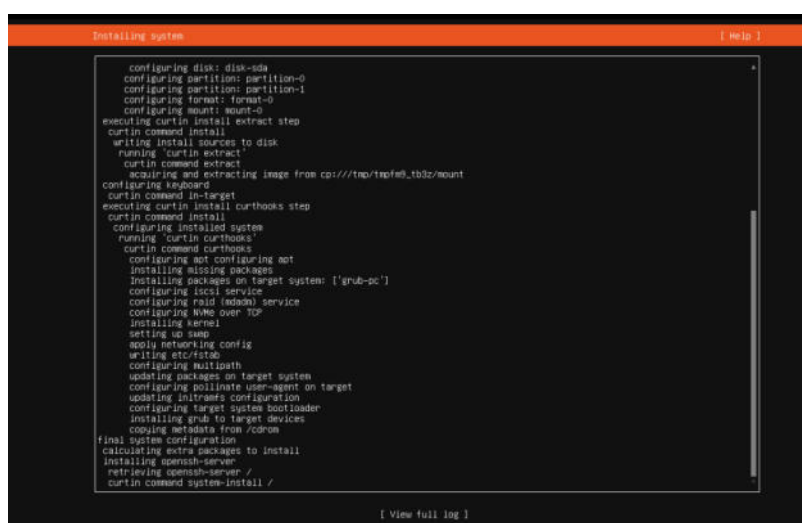 Installing system [ Help ]
configuring disk: disk-sda
configuring partition: partition-0
configuring partition: partition-1
configuring format: format-0
configuring mount: mount-0
executing curtin install extract step
curtin command install
writing install sources to disk
running 'curtin extract'
curtin command extract
acquiring and extracting image from cp:///tmp/tmpfm9_tb3z/mount
configuring keyboard
curtin command in-target
executing curtin install curthooks step
curtin command install
configuring installed system
running 'curtin curthooks'
curtin command curthooks
configuring apt configuring apt
installing missing packages
Installing packages on target system: ['grub-pc']
configuring iscsi service
configuring raid (mdadm) service
configuring NVMe over TCP
installing kernel
setting up swap
apply networking config
writing etc/fstab
configuring multipath
updating packages on target system
configuring pollinate user-agent on target
updating initramfs configuration
configuring target system bootloader
installing grub to target devices
copying metadata from /cdrom
final system configuration
calculating extra packages to install
installing openssh-server
retrieving openssh-server /
curtin command system-install /
[ View full log ]